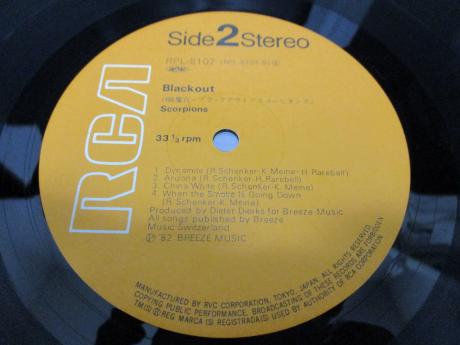 Side 2 Stereo
RPL-8102
RCA
Blackout
Scorpions
33 1/3 rpm
1. Dynamite (R.Schenker-K.Meine-H.Rarebell)
2. Arizona (R.Schenker-H.Rarebell)
3. China White (R.Schenker-K.Meine)
4. When the Smoke Is Going Down
(R.Schenker-K.Meine)
Produced by Dieter Dierks for Breeze Music
All songs published by Breeze
Music Switzerland
Ⓟ '82 BREEZE MUSIC
MANUFACTURED BY RVC CORPORATION, TOKYO, JAPAN. ALL RIGHTS RESERVED
COPYING PUBLIC PERFORMANCE, BROADCASTING OF THESE RECORDS ARE FORBIDDEN
TM(S) ® REG MARCA (S) REGISTRADA(S) USED BY AUTHORITY OF RCA CORPORATION